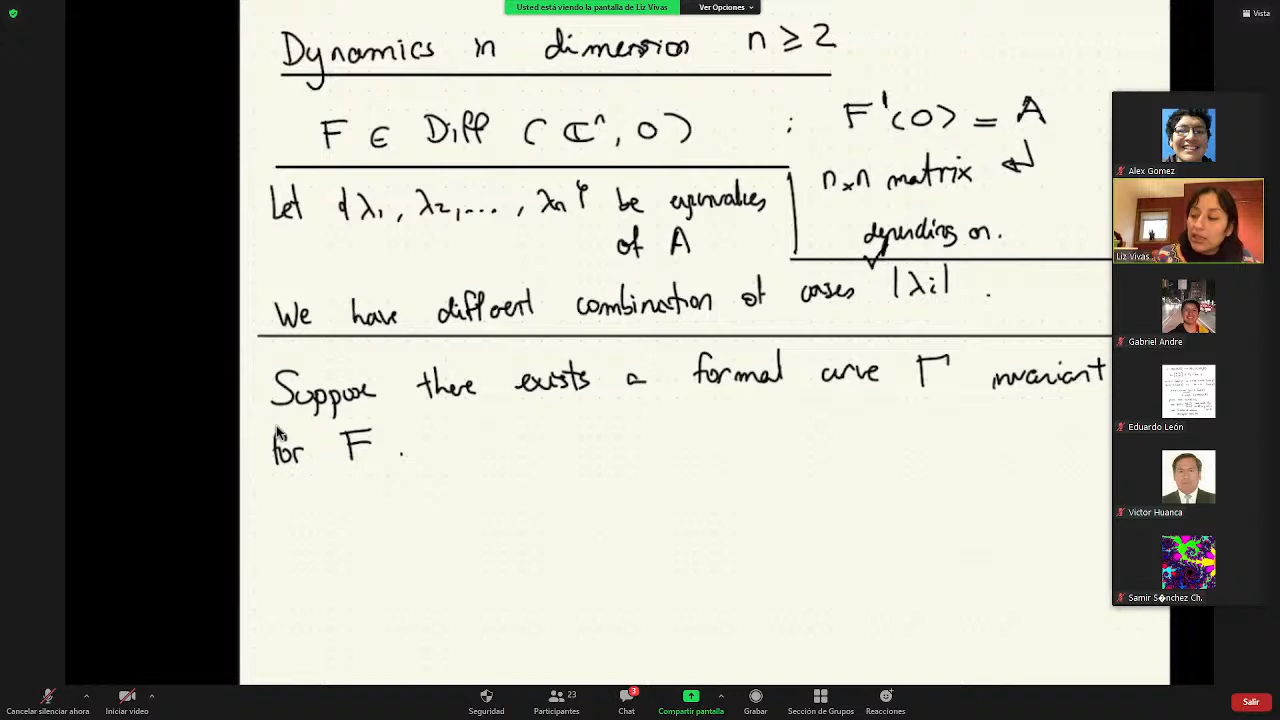 Usted está viendo la pantalla de Liz Vivas
Ver Opciones
Vista
Dynamics in dimension n ≥ 2
F ∈ Diff (ℂⁿ, 0) ; F'(0) = A
n×n matrix
Let {λ₁, λ₂, ..., λn} be eigenvalues
of A
depending on.
We have different combination of cases |λi| .
Suppose there exists a formal curve Γ invariant
for F .
Alex Gomez
Liz Vivas
Gabriel Andre
Eduardo León
Victor Huanca
Samir S�nchez Ch.
Cancelar silenciar ahora
Iniciar video
Seguridad
23
Participantes
3
Chat
Compartir pantalla
Grabar
Sección de Grupos
Reacciones
Salir